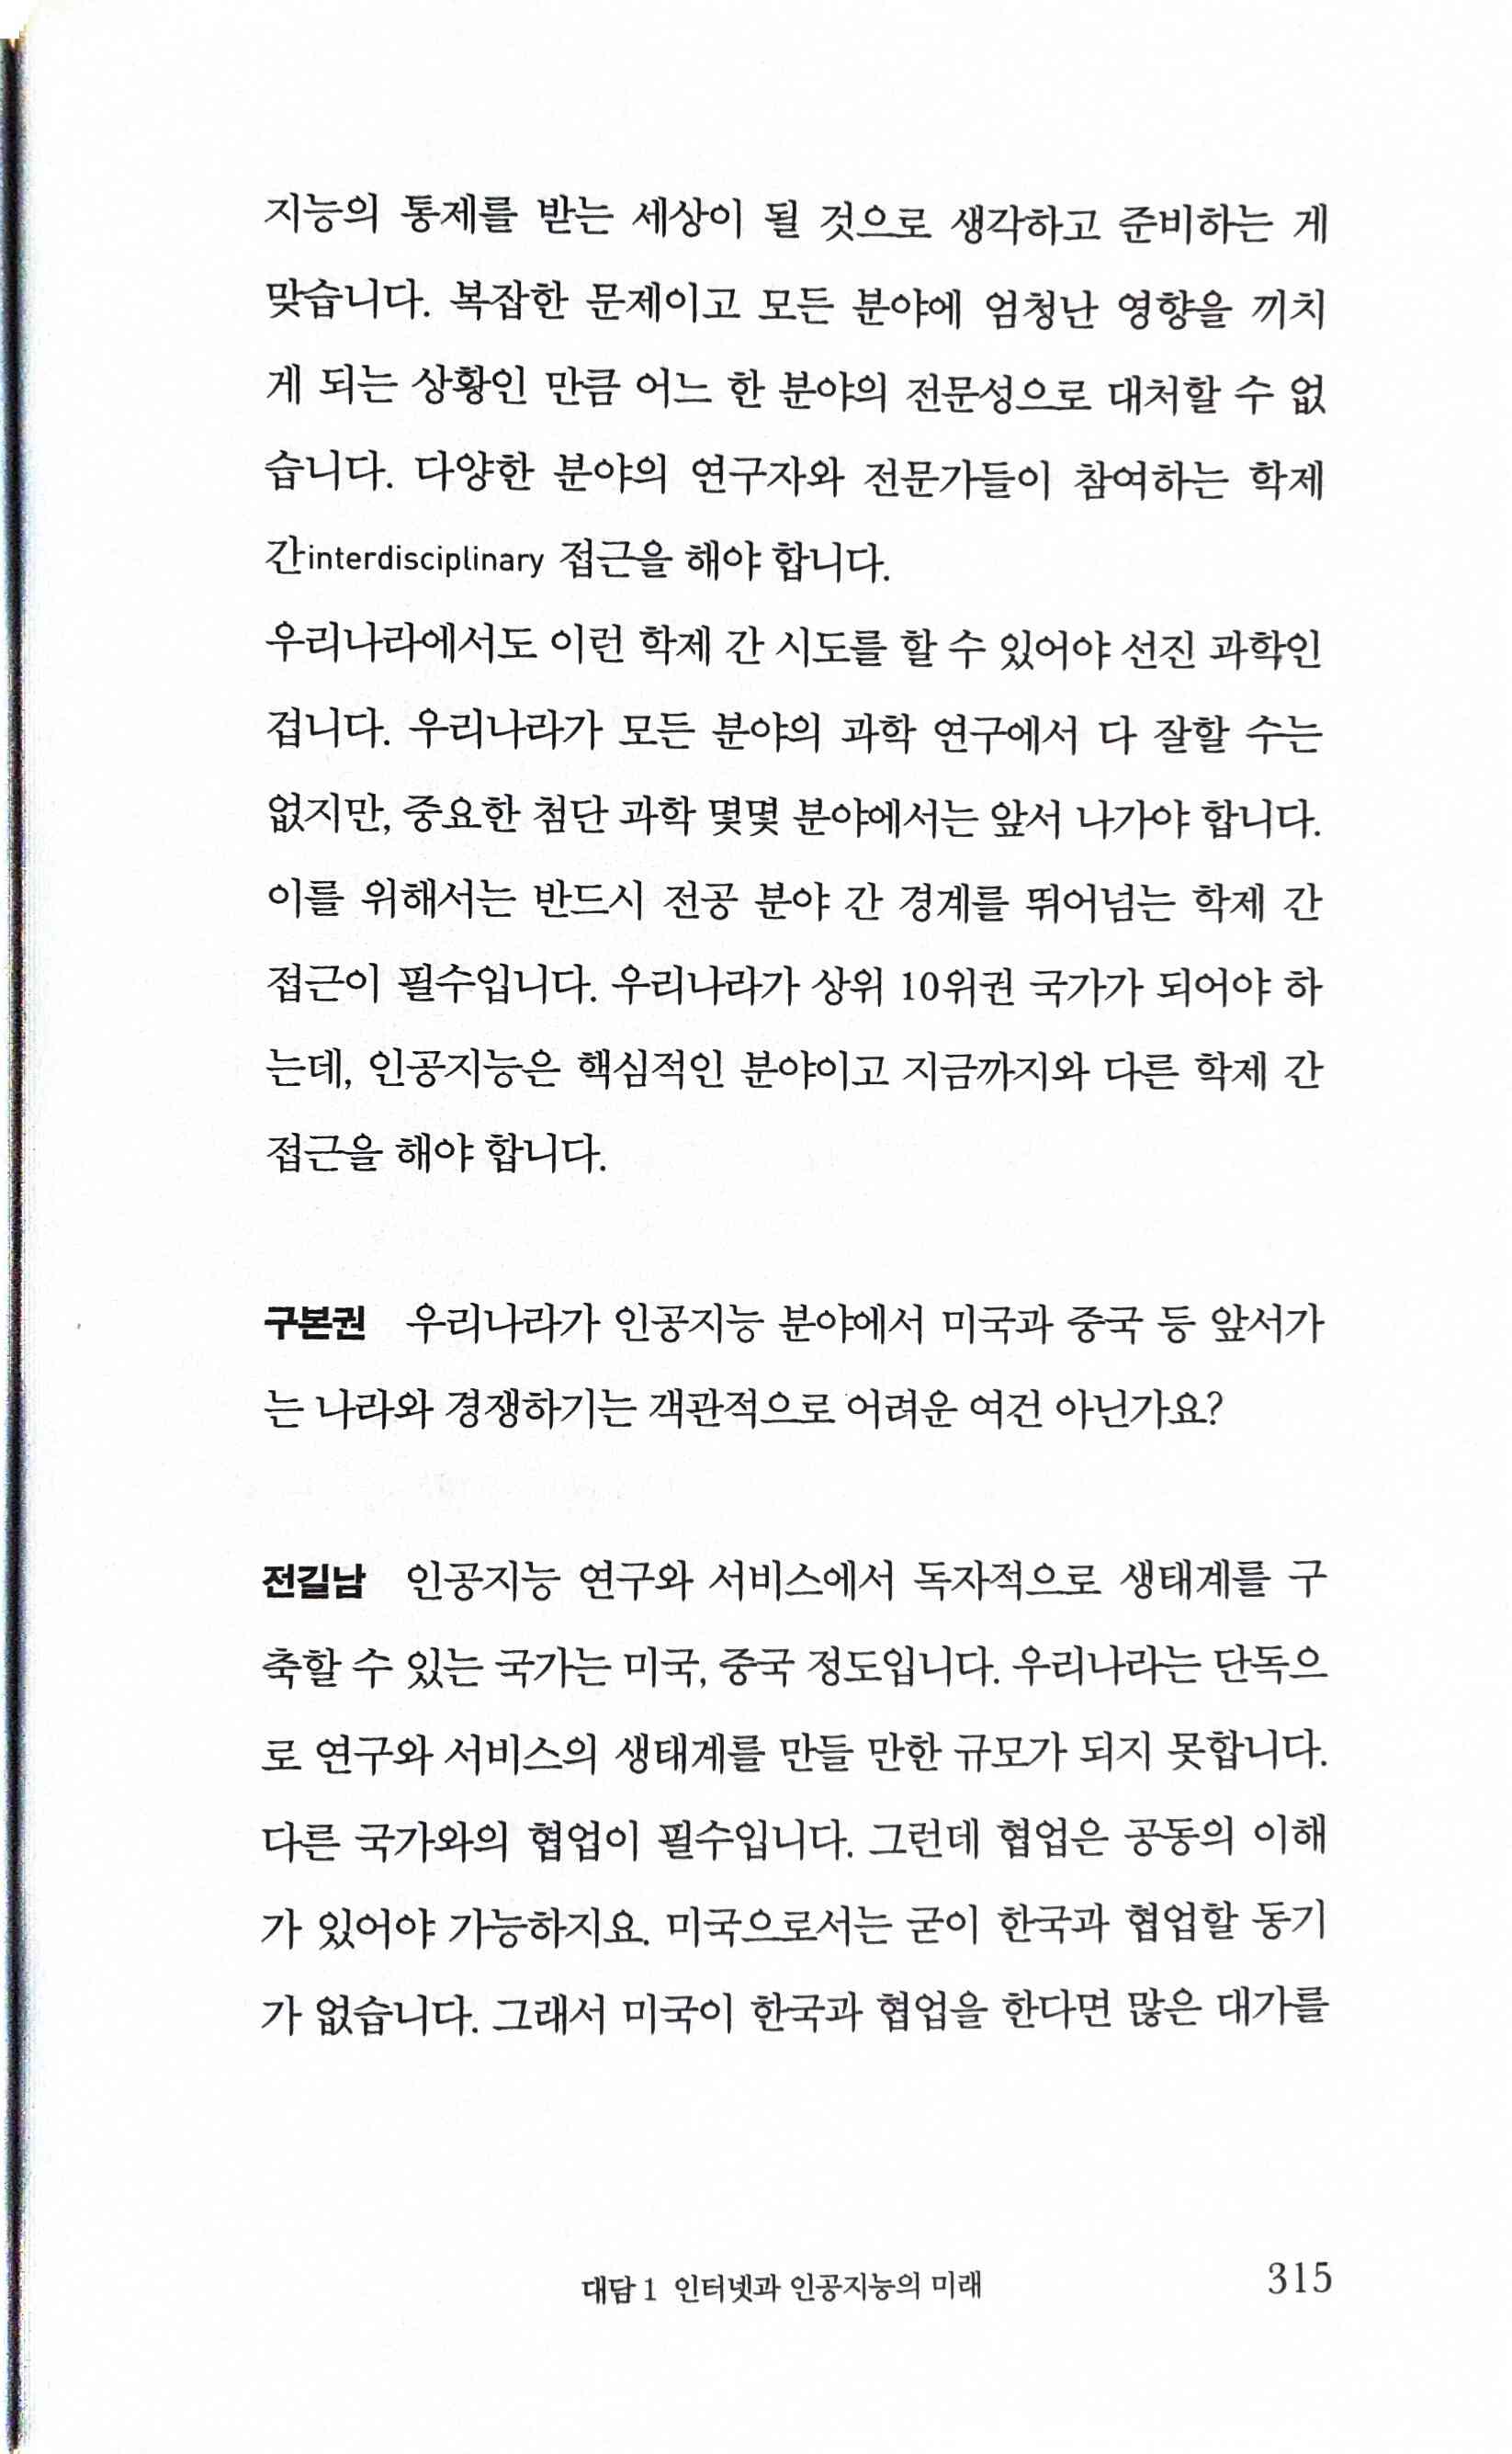 지능의 통제를 받는 세상이 될 것으로 생각하고 준비하는 게
맞습니다. 복잡한 문제이고 모든 분야에 엄청난 영향을 끼치
게 되는 상황인 만큼 어느 한 분야의 전문성으로 대처할 수 없
습니다. 다양한 분야의 연구자와 전문가들이 참여하는 학제
간interdisciplinary 접근을 해야 합니다.
우리나라에서도 이런 학제 간 시도를 할 수 있어야 선진 과학인
겁니다. 우리나라가 모든 분야의 과학 연구에서 다 잘할 수는
없지만, 중요한 첨단 과학 몇몇 분야에서는 앞서 나가야 합니다.
이를 위해서는 반드시 전공 분야 간 경계를 뛰어넘는 학제 간
접근이 필수입니다. 우리나라가 상위 10위권 국가가 되어야 하
는데, 인공지능은 핵심적인 분야이고 지금까지와 다른 학제 간
접근을 해야 합니다.
구본권 우리나라가 인공지능 분야에서 미국과 중국 등 앞서가
는 나라와 경쟁하기는 객관적으로 어려운 여건 아닌가요?
전길남 인공지능 연구와 서비스에서 독자적으로 생태계를 구
축할 수 있는 국가는 미국, 중국 정도입니다. 우리나라는 단독으
로 연구와 서비스의 생태계를 만들 만한 규모가 되지 못합니다.
다른 국가와의 협업이 필수입니다. 그런데 협업은 공동의 이해
가 있어야 가능하지요. 미국으로서는 굳이 한국과 협업할 동기
가 없습니다. 그래서 미국이 한국과 협업을 한다면 많은 대가를
대담 1 인터넷과 인공지능의 미래 315